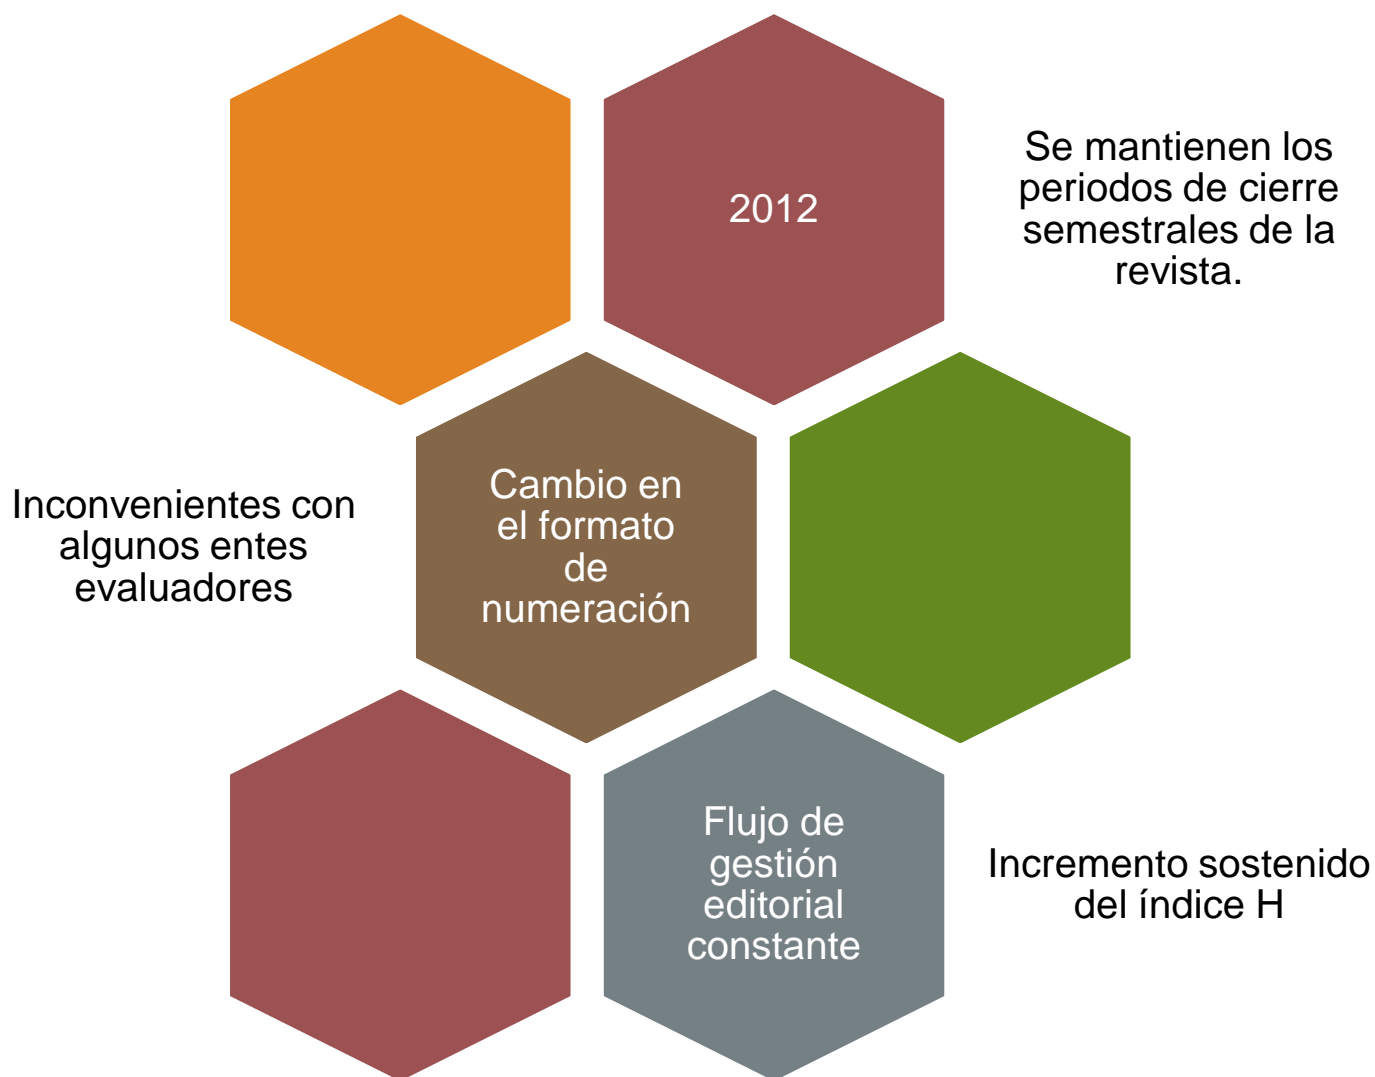 2012
Se mantienen los
periodos de cierre
semestrales de la
revista.
Inconvenientes con
algunos entes
evaluadores
Cambio en
el formato
de
numeración
Flujo de
gestión
editorial
constante
Incremento sostenido
del índice H